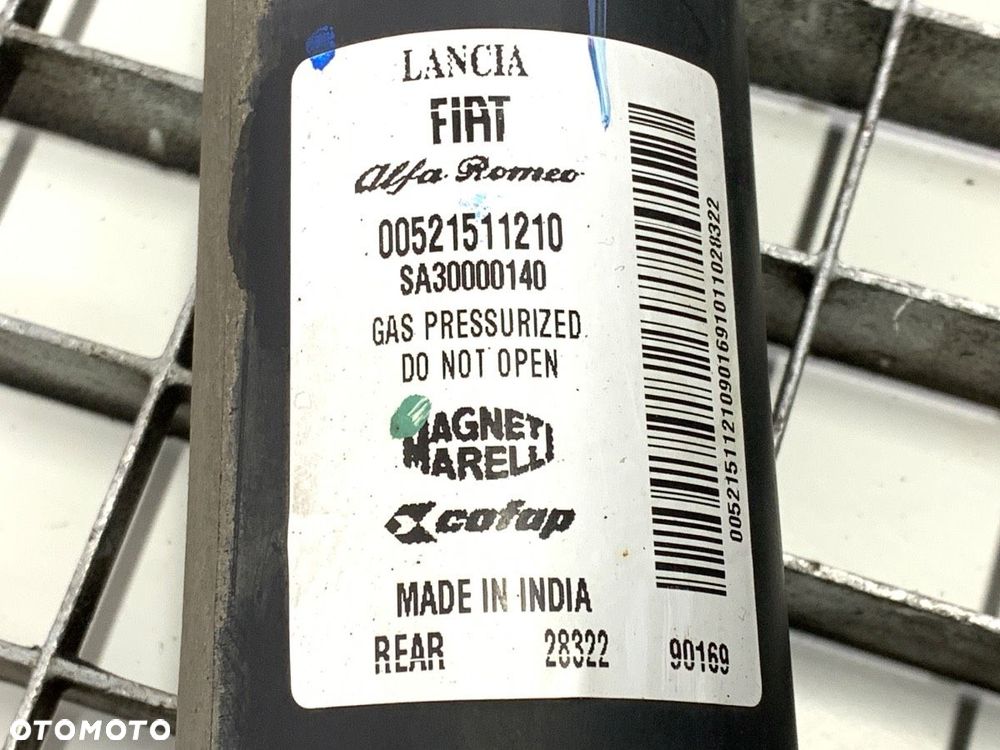 LANCIA
FIAT
Alfa Romeo
00521511210
SA30000140
GAS PRESSURIZED
DO NOT OPEN
MAGNETI
MARELLI
cofap
MADE IN INDIA
REAR 28322 90169
00521511210901691011028322
OTOMOTO